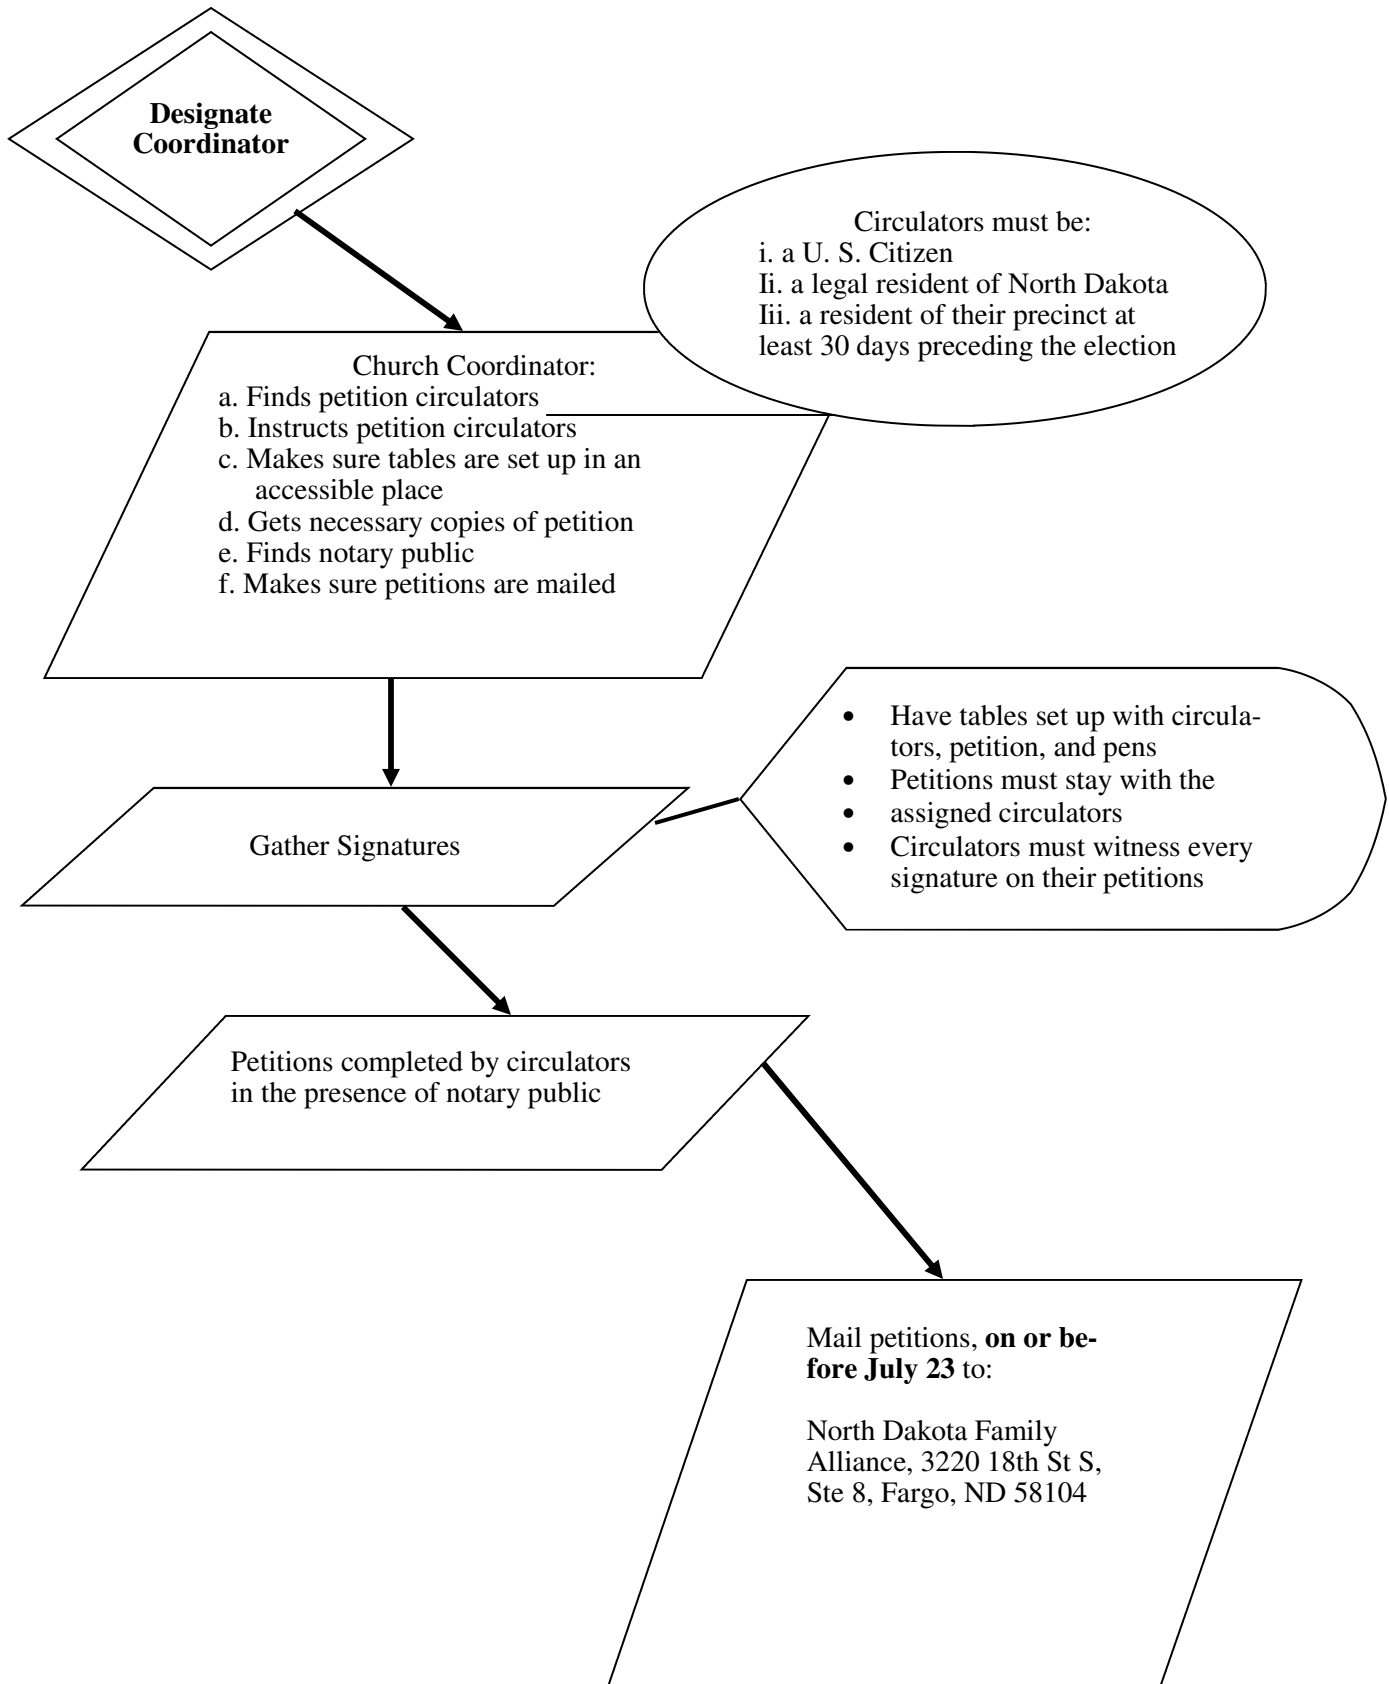 Designate
Coordinator
Circulators must be:
i. a U. S. Citizen
Ii. a legal resident of North Dakota
Iii. a resident of their precinct at
least 30 days preceding the election
Church Coordinator:
a. Finds petition circulators
b. Instructs petition circulators
c. Makes sure tables are set up in an
accessible place
d. Gets necessary copies of petition
e. Finds notary public
f. Makes sure petitions are mailed
• Have tables set up with circula-
tors, petition, and pens
• Petitions must stay with the
• assigned circulators
• Circulators must witness every
signature on their petitions
Gather Signatures
Petitions completed by circulators
in the presence of notary public
Mail petitions, on or be-
fore July 23 to:
North Dakota Family
Alliance, 3220 18th St S,
Ste 8, Fargo, ND 58104